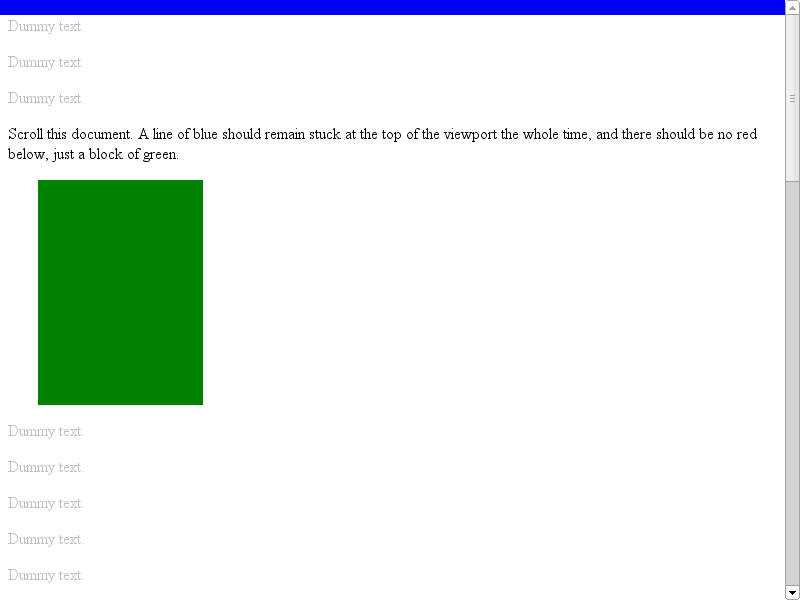 Dummy text.
Dummy text.
Dummy text.
Scroll this document. A line of blue should remain stuck at the top of the viewport the whole time, and there should be no red
below, just a block of green.
Dummy text.
Dummy text.
Dummy text.
Dummy text.
Dummy text.